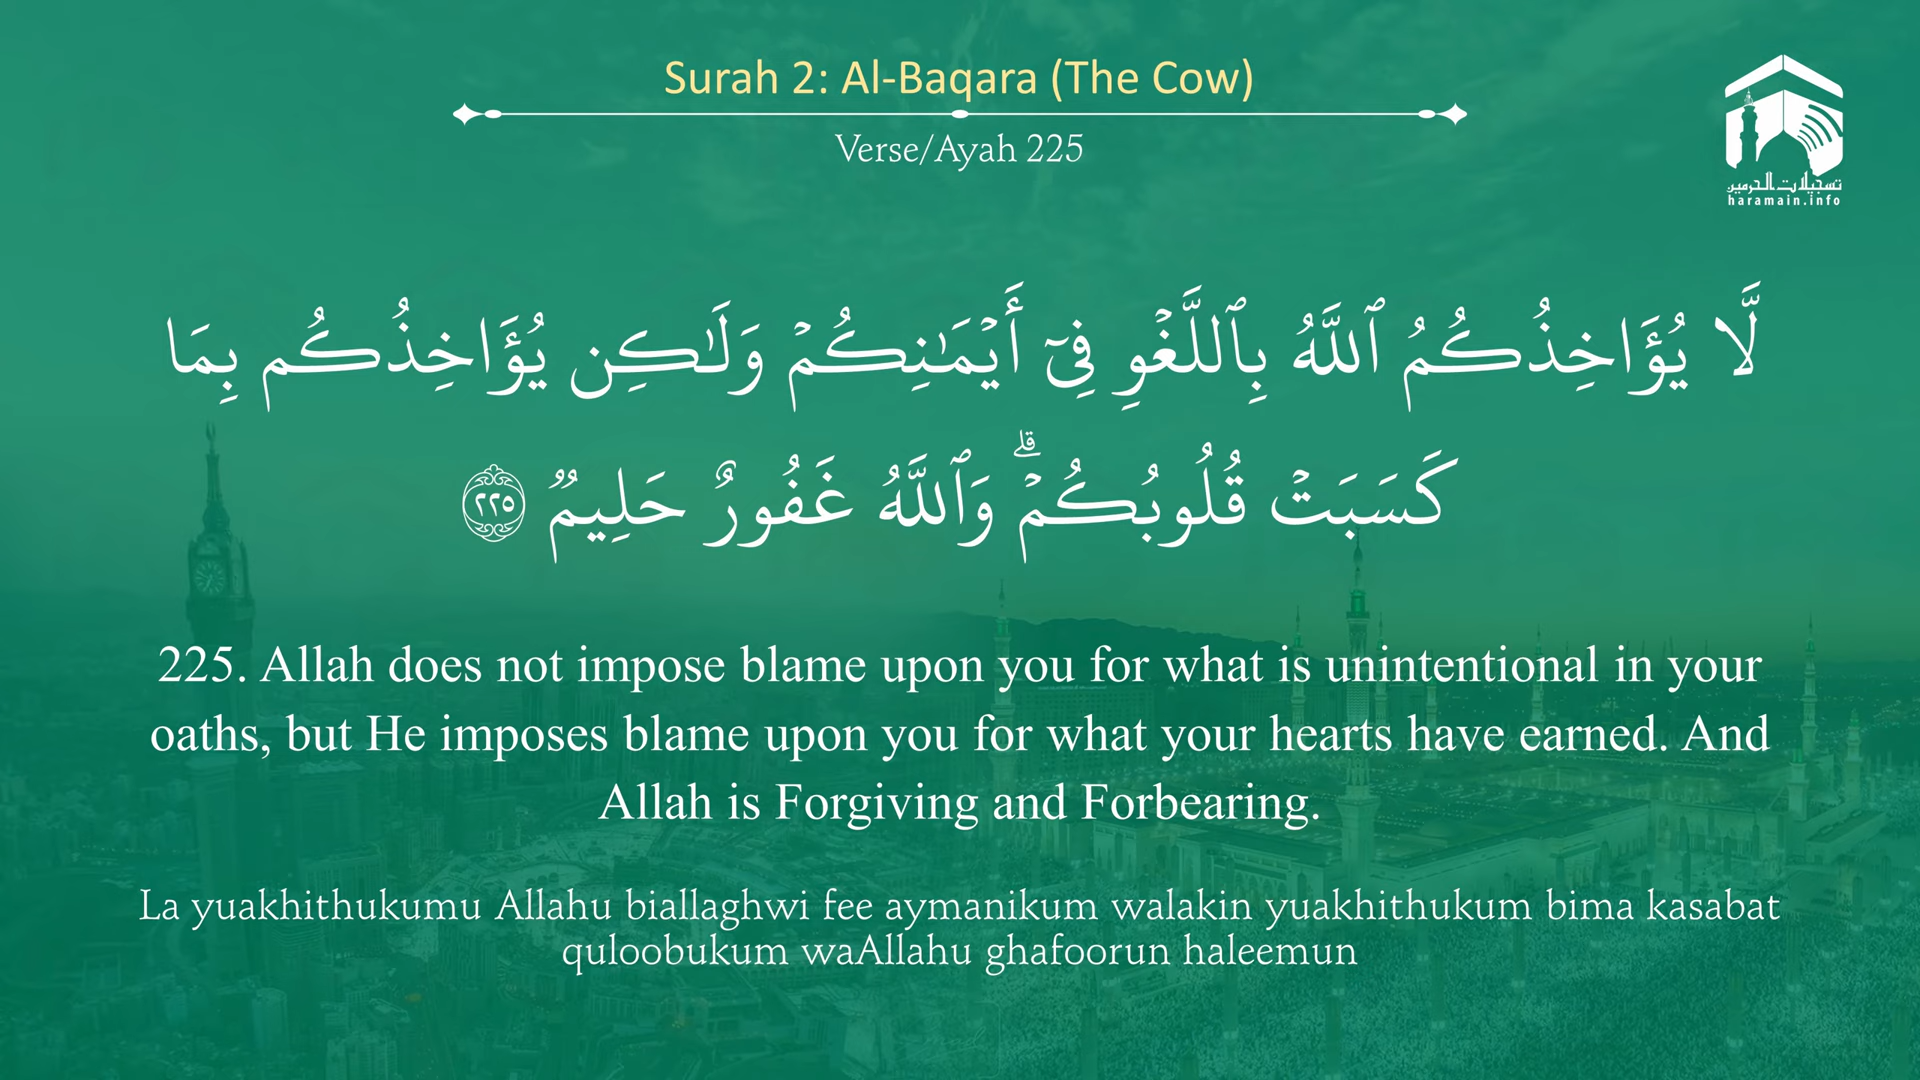 Surah 2: Al-Baqara (The Cow)
Verse/Ayah 225
تسجيلات الحرمين
haramain.info
لَّا يُؤَاخِذُكُمُ ٱللَّهُ بِٱللَّغْوِ فِىٓ أَيْمَـٰنِكُمْ وَلَـٰكِن يُؤَاخِذُكُم بِمَا
كَسَبَتْ قُلُوبُكُمْ ۗ وَٱللَّهُ غَفُورٌ حَلِيمٌ ٢٢٥
225. Allah does not impose blame upon you for what is unintentional in your
oaths, but He imposes blame upon you for what your hearts have earned. And
Allah is Forgiving and Forbearing.
La yuakhithukumu Allahu biallaghwi fee aymanikum walakin yuakhithukum bima kasabat
quloobukum waAllahu ghafoorun haleemun